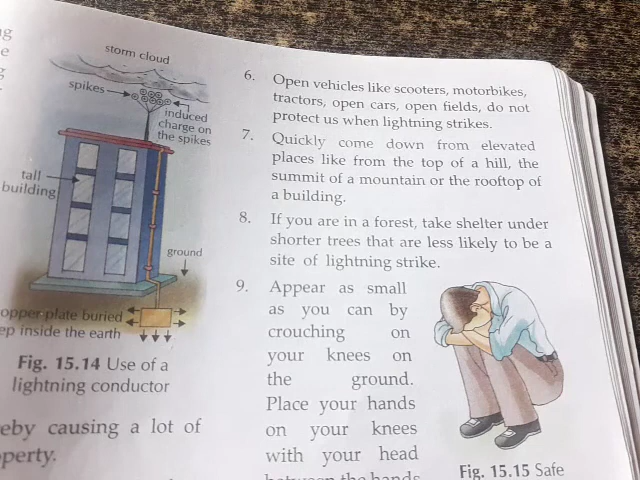 storm cloud
spikes
induced
charge on
the spikes
tall
building
ground
opper plate buried
ep inside the earth
Fig. 15.14 Use of a
lightning conductor
eby causing a lot of
perty.
6. Open vehicles like scooters, motorbikes,
tractors, open cars, open fields, do not
protect us when lightning strikes.
7. Quickly come down from elevated
places like from the top of a hill, the
summit of a mountain or the rooftop of
a building.
8. If you are in a forest, take shelter under
shorter trees that are less likely to be a
site of lightning strike.
9. Appear as small
as you can by
crouching on
your knees on
the ground.
Place your hands
on your knees
with your head
between the hands
Fig. 15.15 Safe